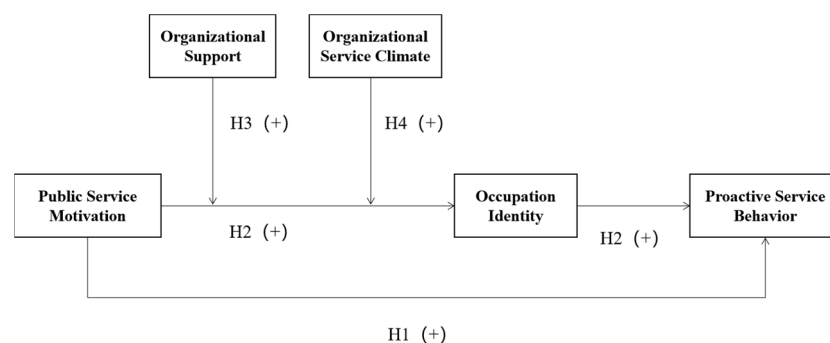 Organizational
Support
Organizational
Service Climate
H3 (+)
H4 (+)
Public Service
Motivation
Occupation
Identity
Proactive Service
Behavior
H2 (+)
H2 (+)
H1 (+)